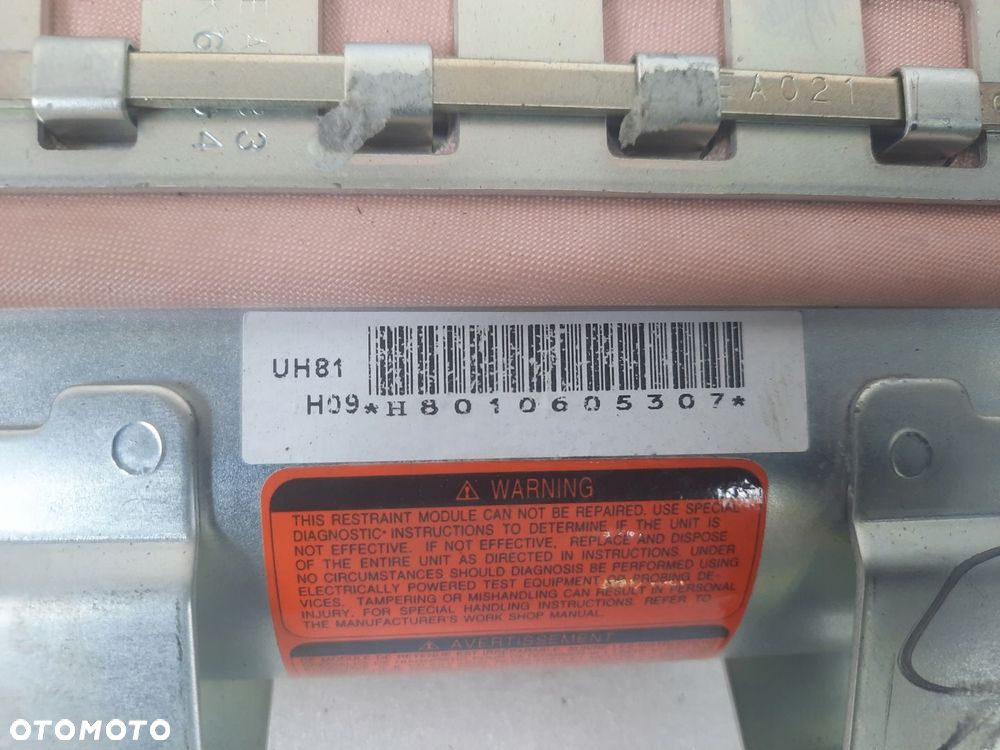 EA021
UH81
H09 *H8010605307*
⚠ WARNING
THIS RESTRAINT MODULE CAN NOT BE REPAIRED. USE SPECIAL
DIAGNOSTIC INSTRUCTIONS TO DETERMINE IF THE UNIT IS
NOT EFFECTIVE. IF NOT EFFECTIVE, REPLACE AND DISPOSE
OF THE ENTIRE UNIT AS DIRECTED IN INSTRUCTIONS. UNDER
NO CIRCUMSTANCES SHOULD DIAGNOSIS BE PERFORMED USING
ELECTRICALLY POWERED TEST EQUIPMENT OR PROBING DE-
VICES. TAMPERING OR MISHANDLING CAN RESULT IN PERSONAL
INJURY. FOR SPECIAL HANDLING INSTRUCTIONS. REFER TO
THE MANUFACTURER'S WORK SHOP MANUAL.
⚠ AVERTISSEMENT
OTOMOTO